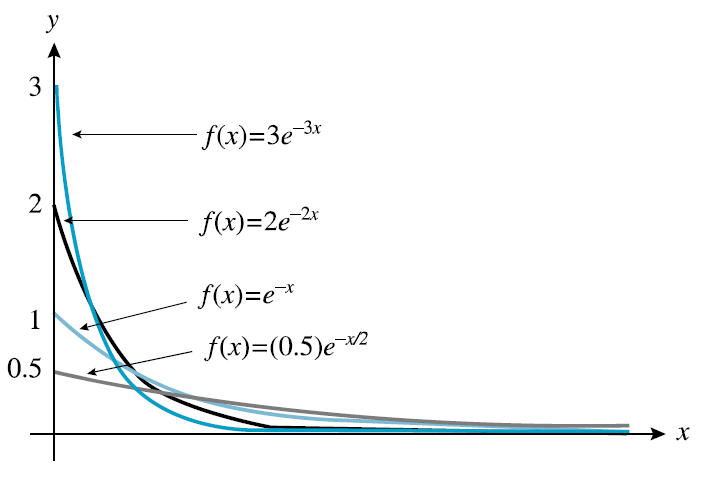 y
3
f(x)=3e^{–3x}
2
f(x)=2e^{–2x}
f(x)=e^{–x}
1
f(x)=(0.5)e^{–x/2}
0.5
x